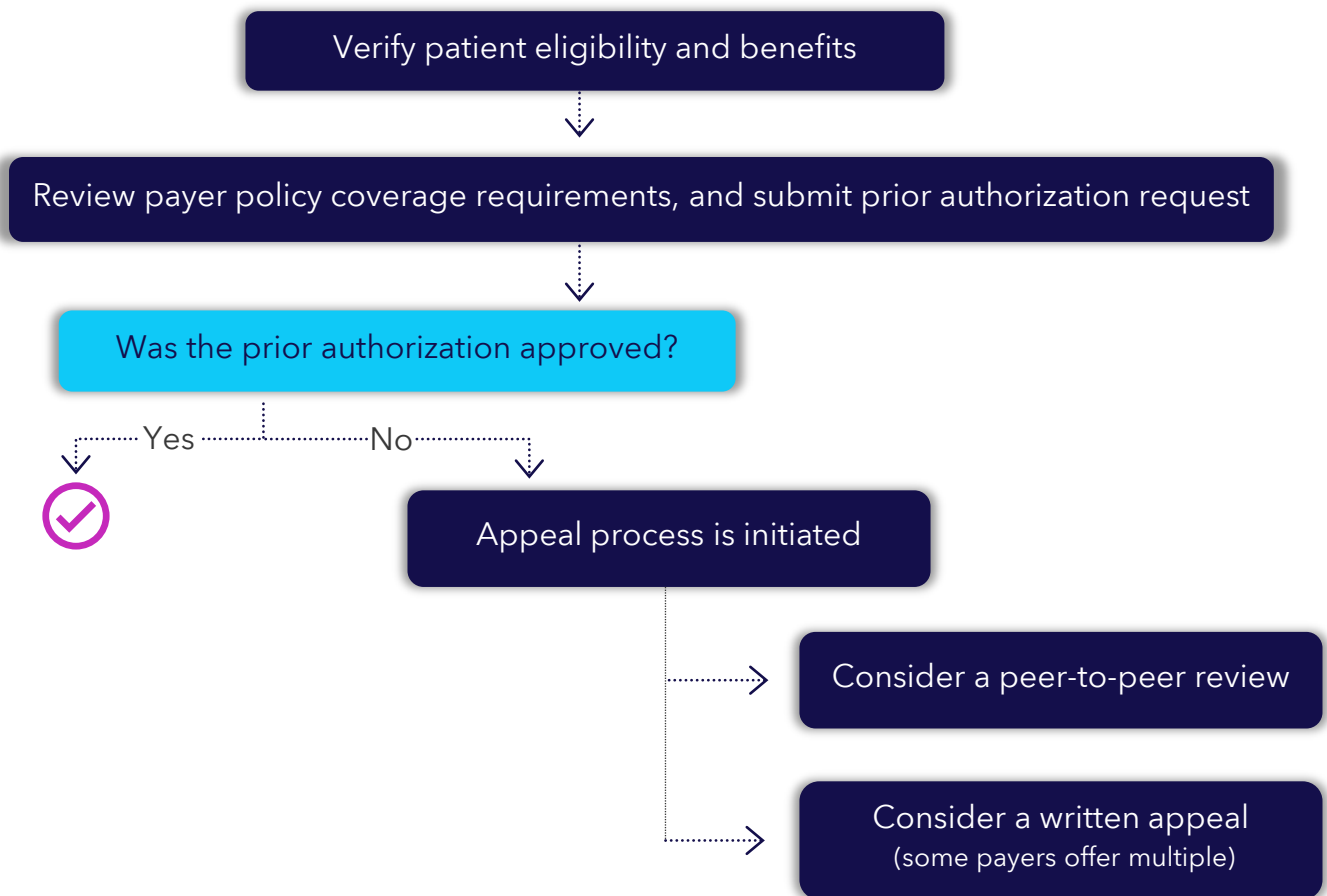 Verify patient eligibility and benefits
Review payer policy coverage requirements, and submit prior authorization request
Was the prior authorization approved?
Yes
No
Appeal process is initiated
Consider a peer-to-peer review
Consider a written appeal
(some payers offer multiple)